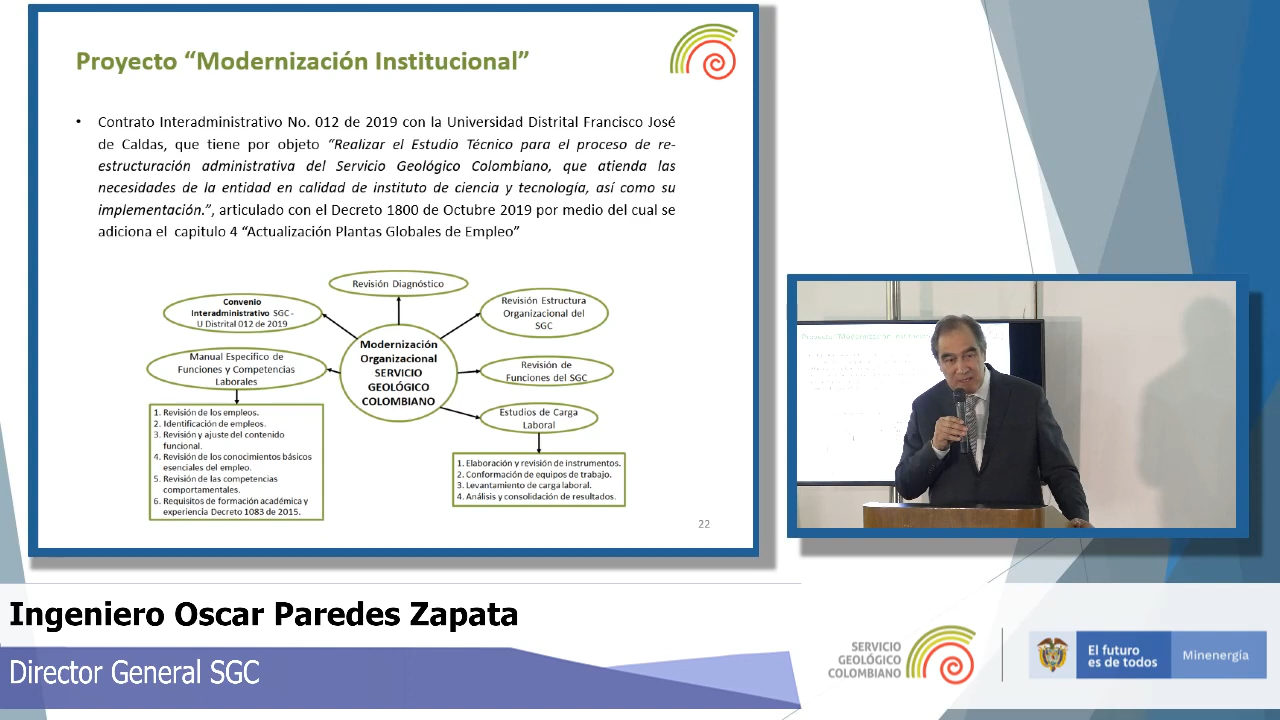 Proyecto “Modernización Institucional”
• Contrato Interadministrativo No. 012 de 2019 con la Universidad Distrital Francisco José
de Caldas, que tiene por objeto “Realizar el Estudio Técnico para el proceso de re-
estructuración administrativa del Servicio Geológico Colombiano, que atienda las
necesidades de la entidad en calidad de instituto de ciencia y tecnología, así como su
implementación.”, articulado con el Decreto 1800 de Octubre 2019 por medio del cual se
adiciona el capitulo 4 “Actualización Plantas Globales de Empleo”
Revisión Diagnóstico
Convenio
Interadministrativo SGC -
U Distrital 012 de 2019
Revisión Estructura
Organizacional del
SGC
Modernización
Organizacional
SERVICIO
GEOLÓGICO
COLOMBIANO
Manual Especifico de
Funciones y Competencias
Laborales
Revisión de
Funciones del SGC
Estudios de Carga
Laboral
1. Revisión de los empleos.
2. Identificación de empleos.
3. Revisión y ajuste del contenido
funcional.
4. Revisión de los conocimientos básicos
esenciales del empleo.
5. Revisión de las competencias
comportamentales.
6. Requisitos de formación académica y
experiencia Decreto 1083 de 2015.
1. Elaboración y revisión de instrumentos.
2. Conformación de equipos de trabajo.
3. Levantamiento de carga laboral.
4. Análisis y consolidación de resultados.
22
Ingeniero Oscar Paredes Zapata
Director General SGC
SERVICIO
GEOLÓGICO
COLOMBIANO
El futuro
es de todos
Minenergía